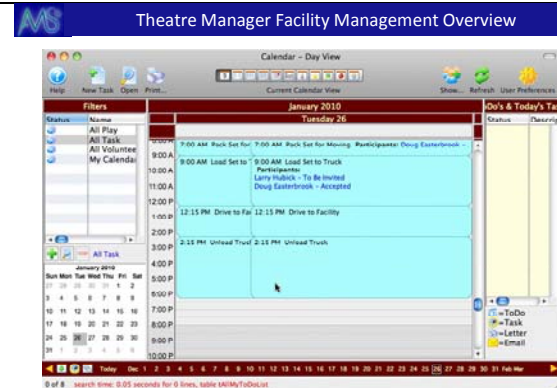 AMS Theatre Manager Facility Management Overview
Calendar - Day View
Help New Task Open Print... Current Calendar View Show... Refresh User Preferences
Filters
Status Name
All Play
All Task
All Voluntee
My Calenda
All Task
January 2010
Sun Mon Tue Wed Thu Fri Sat
27 28 29 30 31 1 2
3 4 5 6 7 8 9
10 11 12 13 14 15 16
17 18 19 20 21 22 23
24 25 26 27 28 29 30
31 1 2 3 4 5 6
January 2010
Tuesday 26
7:00 AM Pack Set for 7:00 AM Pack Set for Moving Participants: Doug Easterbrook -
9:00 A
9:00 AM Load Set to 9:00 AM Load Set to Truck
Participants:
10:00 A
Larry Hubick - To Be Invited
Doug Easterbrook - Accepted
11:00 A
12:00 P
12:15 PM Drive to Fa 12:15 PM Drive to Facility
1:00 P
2:00 P
2:15 PM Unload Truc 2:15 PM Unload Truck
3:00 P
4:00 P
5:00 P
6:00 P
7:00 P
8:00 P
9:00 P
10:00 P
Do's & Today's Ta
Status Descrip
=ToDo
=Task
=Letter
=Email
Today Dec 1 2 3 4 5 6 7 8 9 10 11 12 13 14 15 16 17 18 19 20 21 22 23 24 25 26 27 28 29 30 31 Feb Mar
0 of 8 search time: 0.05 seconds for 0 lines, table tAllMyToDoList